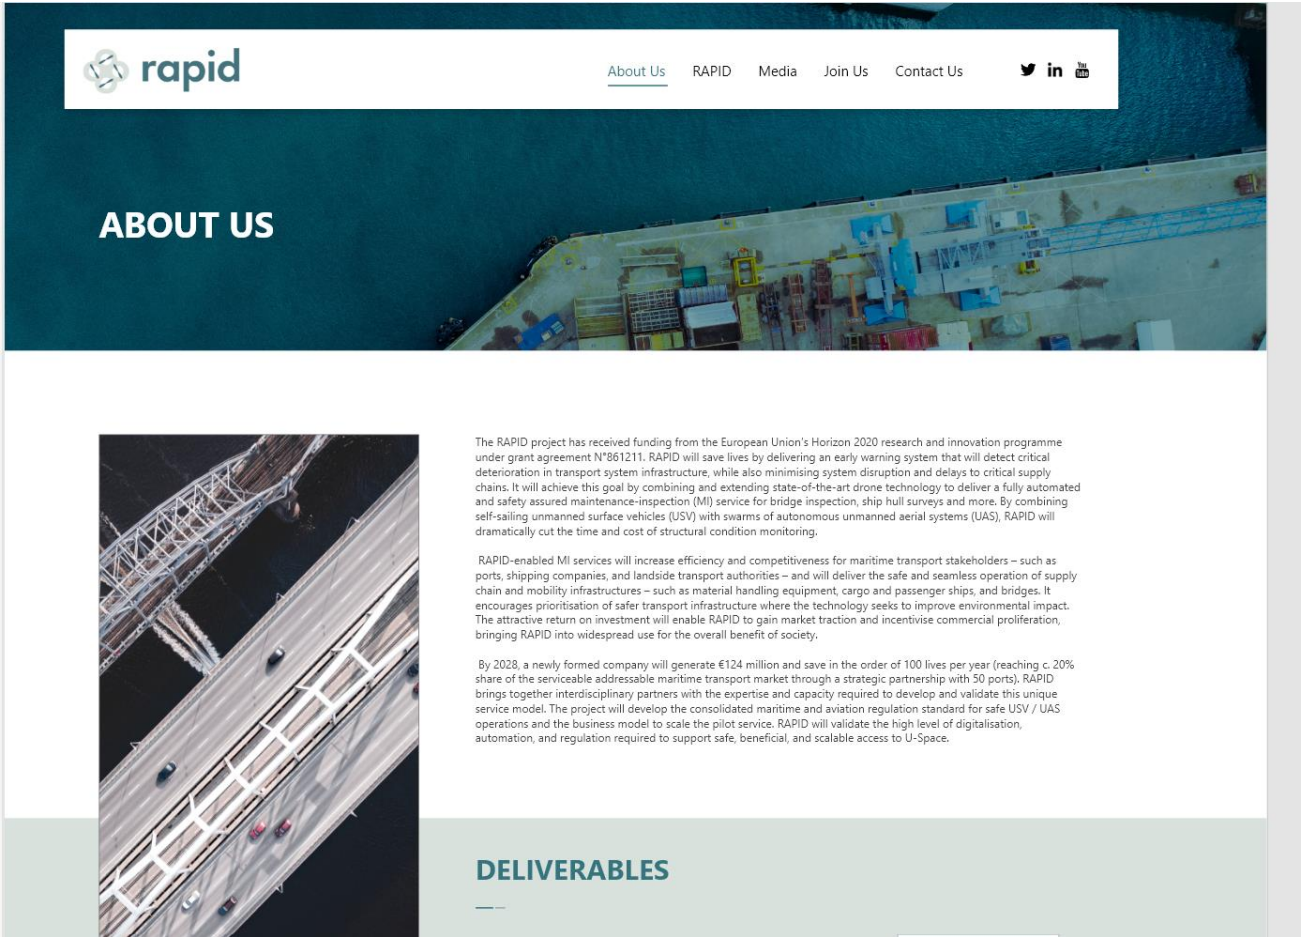 rapid
About Us RAPID Media Join Us Contact Us
You
Tube
ABOUT US
The RAPID project has received funding from the European Union's Horizon 2020 research and innovation programme
under grant agreement N°861211. RAPID will save lives by delivering an early warning system that will detect critical
deterioration in transport system infrastructure, while also minimising system disruption and delays to critical supply
chains. It will achieve this goal by combining and extending state-of-the-art drone technology to deliver a fully automated
and safety assured maintenance-inspection (MI) service for bridge inspection, ship hull surveys and more. By combining
self-sailing unmanned surface vehicles (USV) with swarms of autonomous unmanned aerial systems (UAS), RAPID will
dramatically cut the time and cost of structural condition monitoring.
RAPID-enabled MI services will increase efficiency and competitiveness for maritime transport stakeholders – such as
ports, shipping companies, and landside transport authorities – and will deliver the safe and seamless operation of supply
chain and mobility infrastructures – such as material handling equipment, cargo and passenger ships, and bridges. It
encourages prioritisation of safer transport infrastructure where the technology seeks to improve environmental impact.
The attractive return on investment will enable RAPID to gain market traction and incentivise commercial proliferation,
bringing RAPID into widespread use for the overall benefit of society.
By 2028, a newly formed company will generate €124 million and save in the order of 100 lives per year (reaching c. 20%
share of the serviceable addressable maritime transport market through a strategic partnership with 50 ports). RAPID
brings together interdisciplinary partners with the expertise and capacity required to develop and validate this unique
service model. The project will develop the consolidated maritime and aviation regulation standard for safe USV / UAS
operations and the business model to scale the pilot service. RAPID will validate the high level of digitalisation,
automation, and regulation required to support safe, beneficial, and scalable access to U-Space.
DELIVERABLES